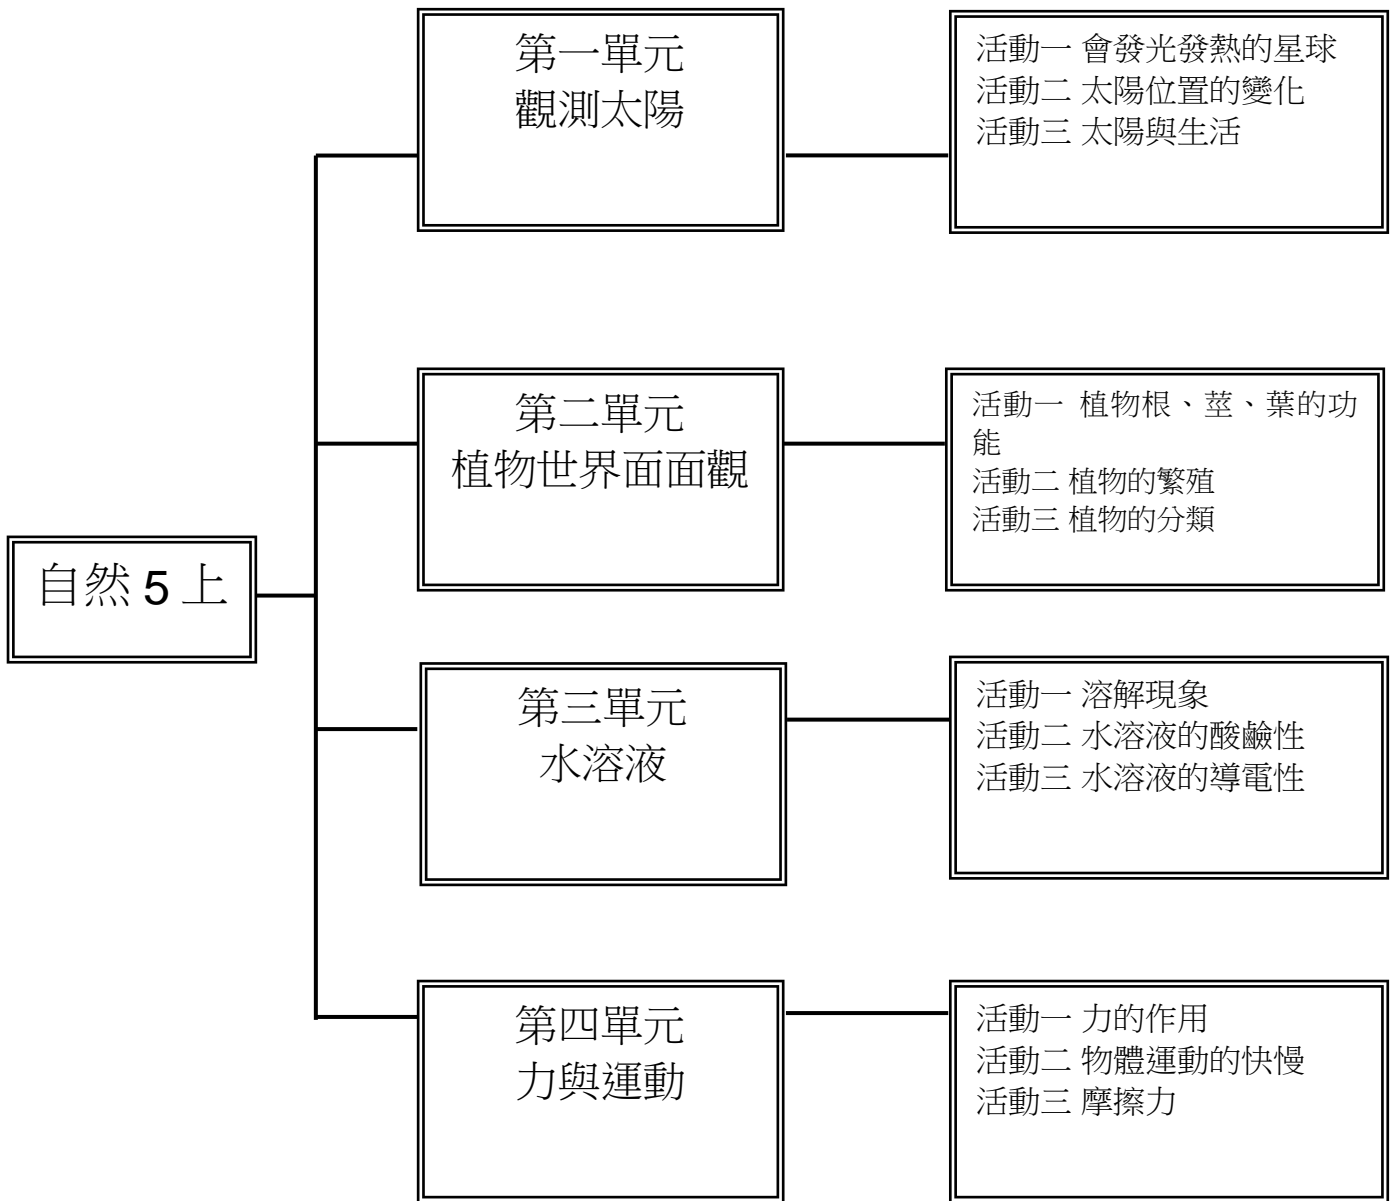 第一單元
觀測太陽
活動一 會發光發熱的星球
活動二 太陽位置的變化
活動三 太陽與生活
第二單元
植物世界面面觀
活動一 植物根、莖、葉的功
能
活動二 植物的繁殖
活動三 植物的分類
自然 5 上
第三單元
水溶液
活動一 溶解現象
活動二 水溶液的酸鹼性
活動三 水溶液的導電性
第四單元
力與運動
活動一 力的作用
活動二 物體運動的快慢
活動三 摩擦力